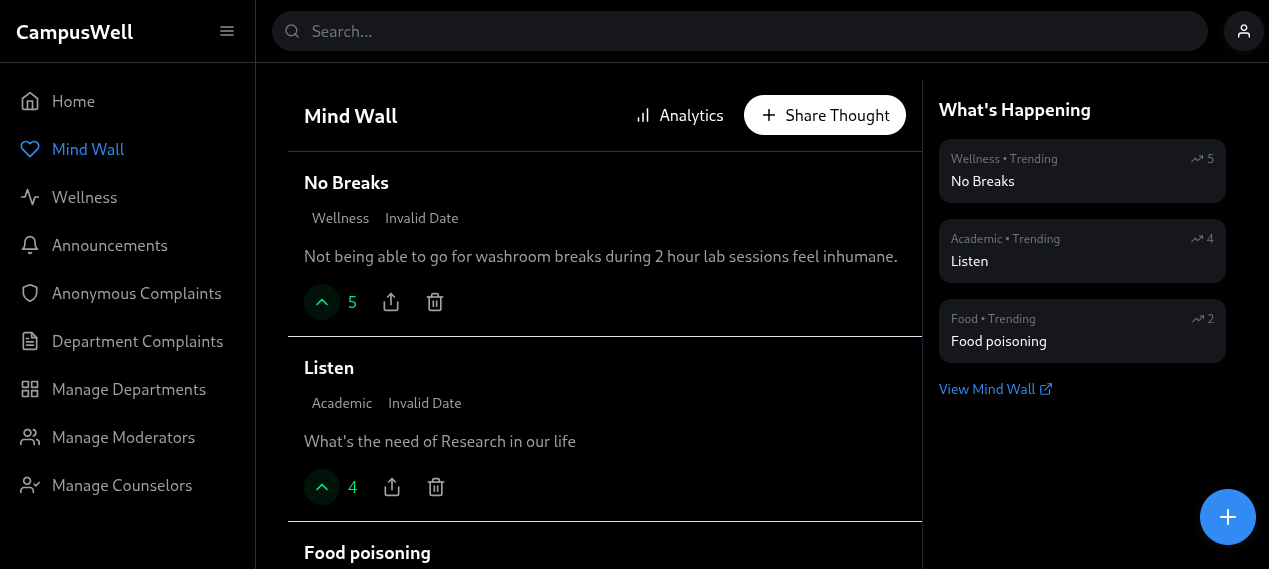 CampusWell
Search...
Home
Mind Wall
Wellness
Announcements
Anonymous Complaints
Department Complaints
Manage Departments
Manage Moderators
Manage Counselors
Mind Wall
Analytics
Share Thought
No Breaks
Wellness Invalid Date
Not being able to go for washroom breaks during 2 hour lab sessions feel inhumane.
5
Listen
Academic Invalid Date
What's the need of Research in our life
4
Food poisoning
What's Happening
Wellness • Trending 5
No Breaks
Academic • Trending 4
Listen
Food • Trending 2
Food poisoning
View Mind Wall